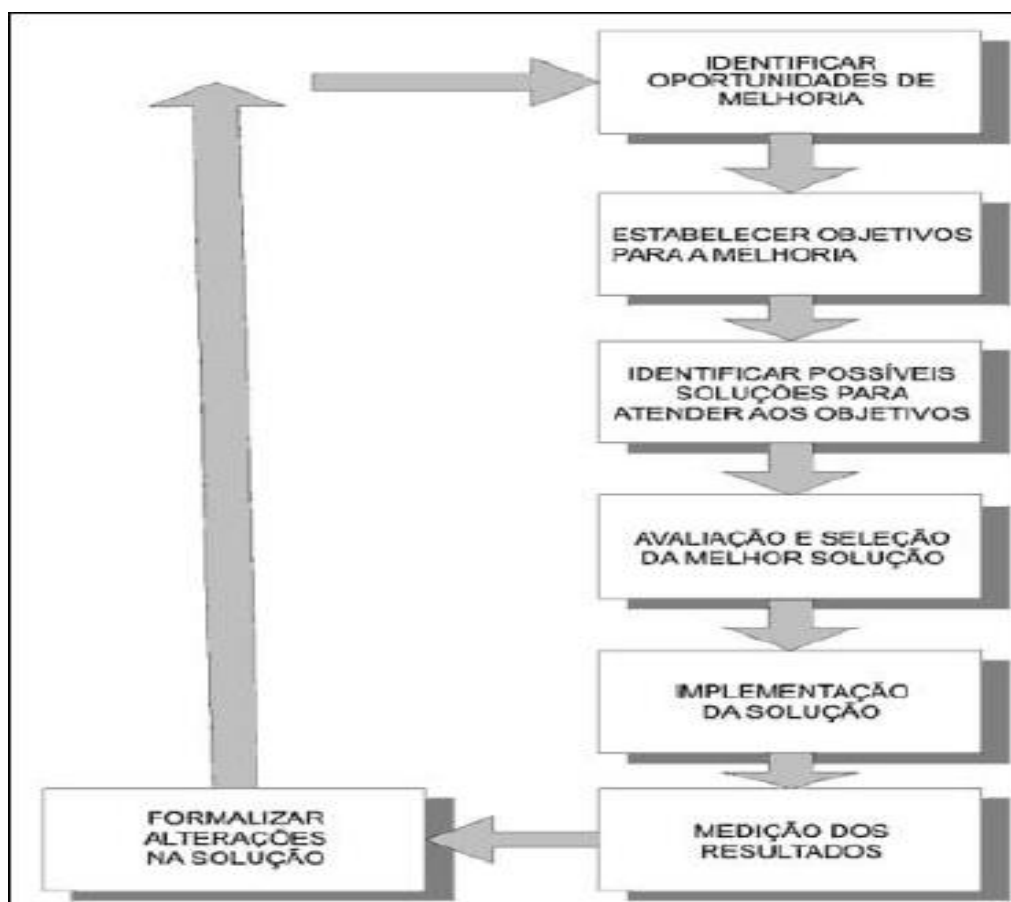 IDENTIFICAR
OPORTUNIDADES DE
MELHORIA
ESTABELECER OBJETIVOS
PARA A MELHORIA
IDENTIFICAR POSSÍVEIS
SOLUÇÕES PARA
ATENDER AOS OBJETIVOS
AVALIAÇÃO E SELEÇÃO
DA MELHOR SOLUÇÃO
IMPLEMENTAÇÃO
DA SOLUÇÃO
MEDIÇÃO DOS
RESULTADOS
FORMALIZAR
ALTERAÇÕES
NA SOLUÇÃO